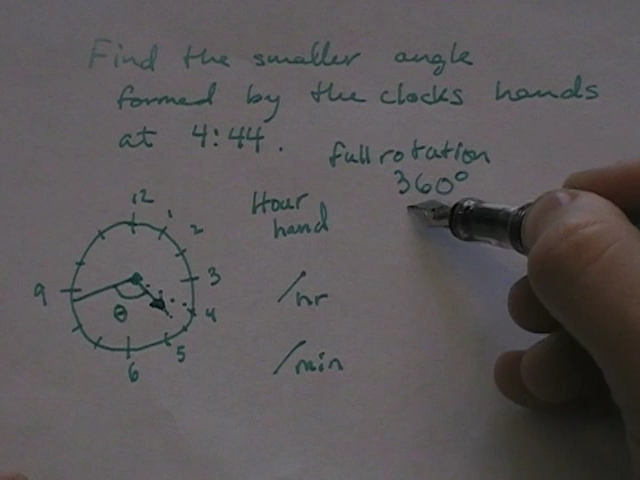 Find the smaller angle
formed by the clocks hands
at 4:44.
full rotation
360°
Hour
hand
/hr
/min
12
1
2
3
4
5
6
9
θ